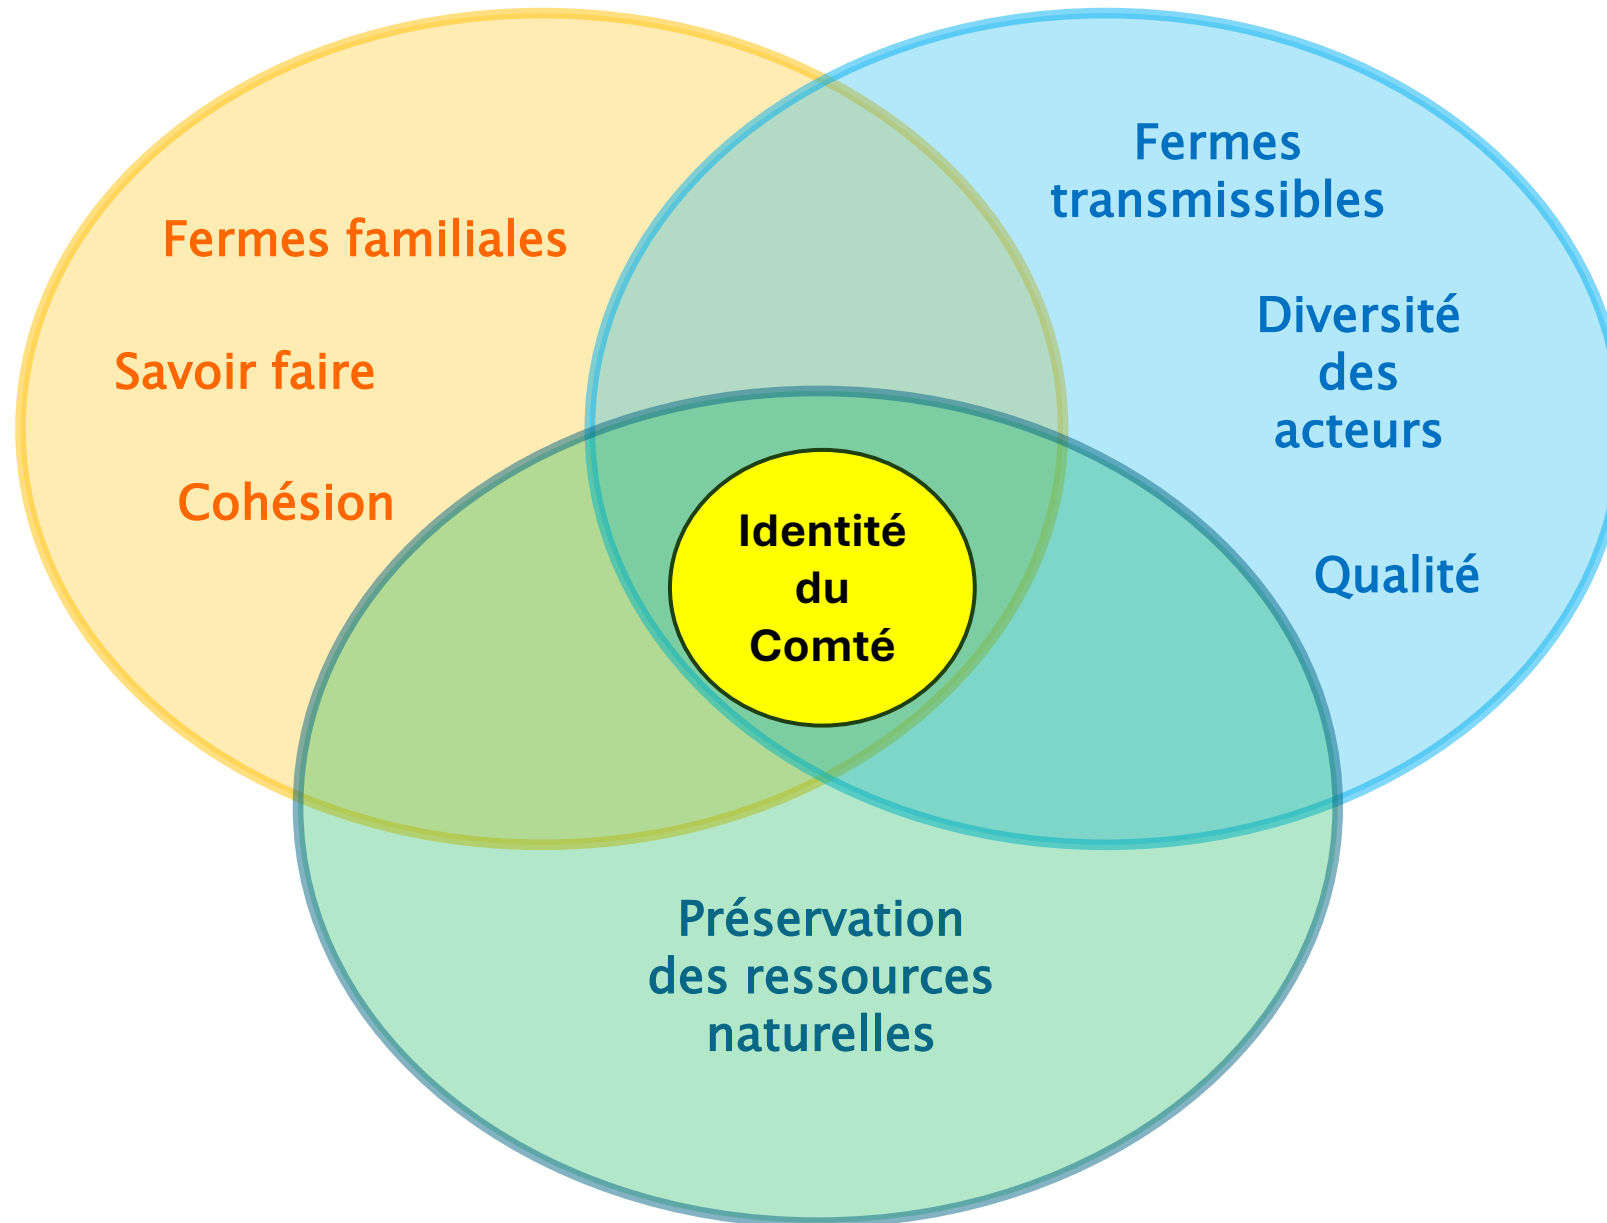 Fermes familiales
Savoir faire
Cohésion
Fermes
transmissibles
Diversité
des
acteurs
Qualité
Identité
du
Comté
Préservation
des ressources
naturelles